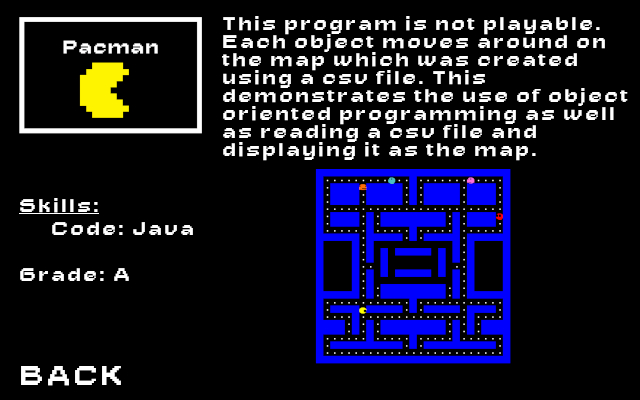 Pacman
This program is not playable.
Each object moves around on
the map which was created
using a csv file. This
demonstrates the use of object
oriented programming as well
as reading a csv file and
displaying it as the map.
Skills:
Code: Java
Grade: A
BACK